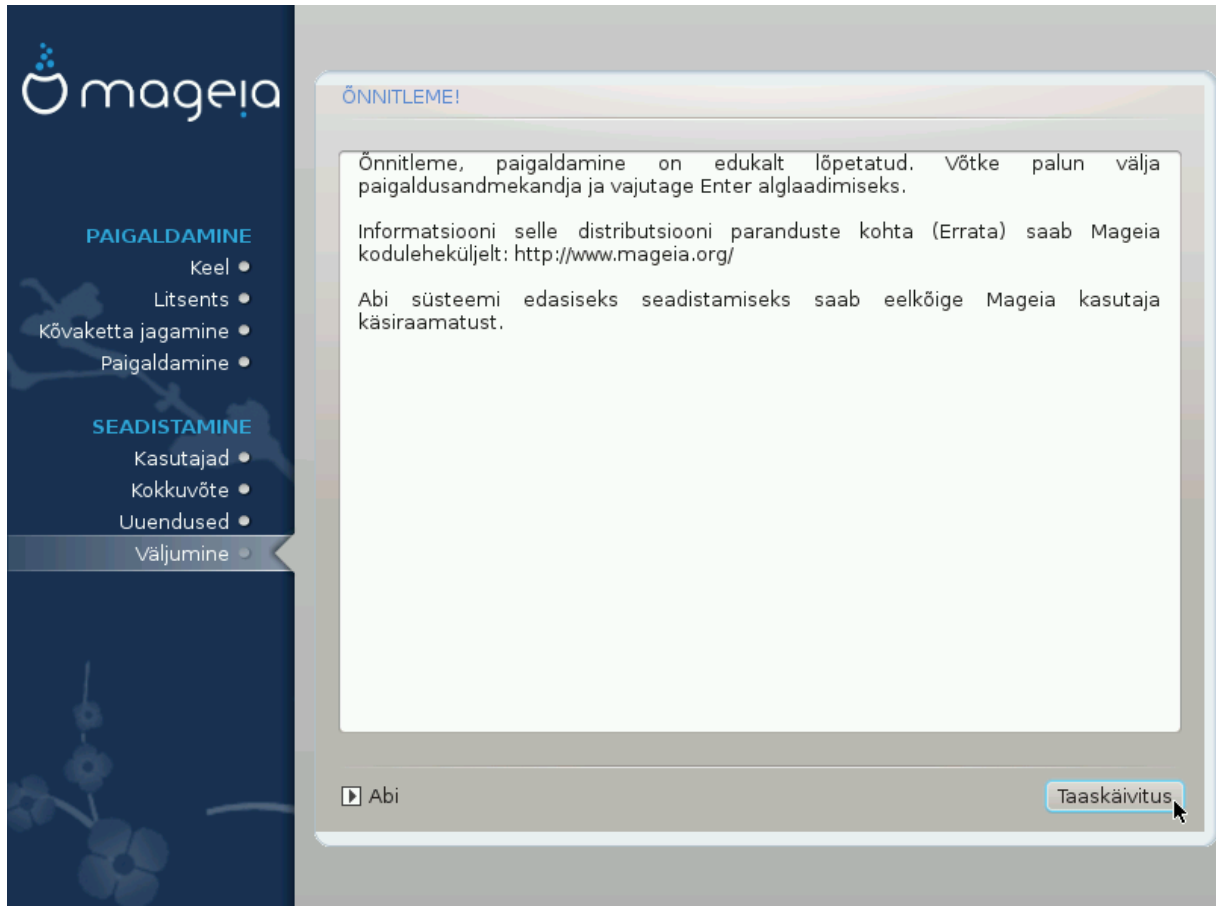 mageia
PAIGALDAMINE
Keel
Litsents
Kõvaketta jagamine
Paigaldamine
SEADISTAMINE
Kasutajad
Kokkuvõte
Uuendused
Väljumine
ÕNNITLEME!
Õnnitleme, paigaldamine on edukalt lõpetatud. Võtke palun välja
paigaldusandmekandja ja vajutage Enter alglaadimiseks.
Informatsiooni selle distributsiooni paranduste kohta (Errata) saab Mageia
koduleheküljelt: http://www.mageia.org/
Abi süsteemi edasiseks seadistamiseks saab eelkõige Mageia kasutaja
käsiraamatust.
Abi
Taaskäivitus